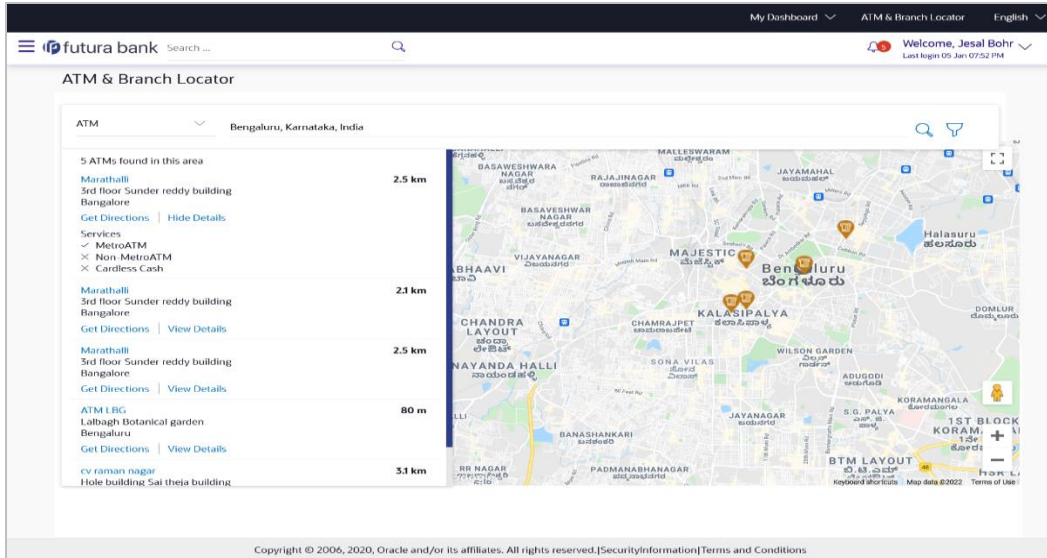 My Dashboard ATM & Branch Locator English
futura bank Search ... 5 Welcome, Jesal Bohr
Last login 05 Jan 07:52 PM
ATM & Branch Locator
ATM Bengaluru, Karnataka, India
5 ATMs found in this area
Marathalli 2.5 km
3rd floor Sunder reddy building
Bangalore
Get Directions | Hide Details
Services
MetroATM
Non-MetroATM
Cardless Cash
Marathalli 2.1 km
3rd floor Sunder reddy building
Bangalore
Get Directions | View Details
Marathalli 2.5 km
3rd floor Sunder reddy building
Bangalore
Get Directions | View Details
ATM LBG 80 m
Lalbagh Botanical garden
Bengaluru
Get Directions | View Details
cv raman nagar 3.1 km
Hole building Sai theja building
MALLESWARAM
BASAWESHWARA
NAGAR
RAJAJINAGAR
JAYAMAHAL
BASAVESHWAR
NAGAR
Halasuru
VIJAYANAGAR
MAJESTIC
Bengaluru
ಬೆಂಗಳೂರು
KALASIPALYA
CHANDRA
LAYOUT
CHAMRAJPET
DOMLUR
NAYANDA HALLI
SONA VILAS
WILSON GARDEN
ADUGODI
KORAMANGALA
JAYANAGAR
S.G. PALYA
1ST BLOCK
BANASHANKARI
BTM LAYOUT
RR NAGAR
PADMANABHANAGAR
Keyboard shortcuts Map data ©2022 Terms of Use
Copyright © 2006, 2020, Oracle and/or its affiliates. All rights reserved.|SecurityInformation|Terms and Conditions